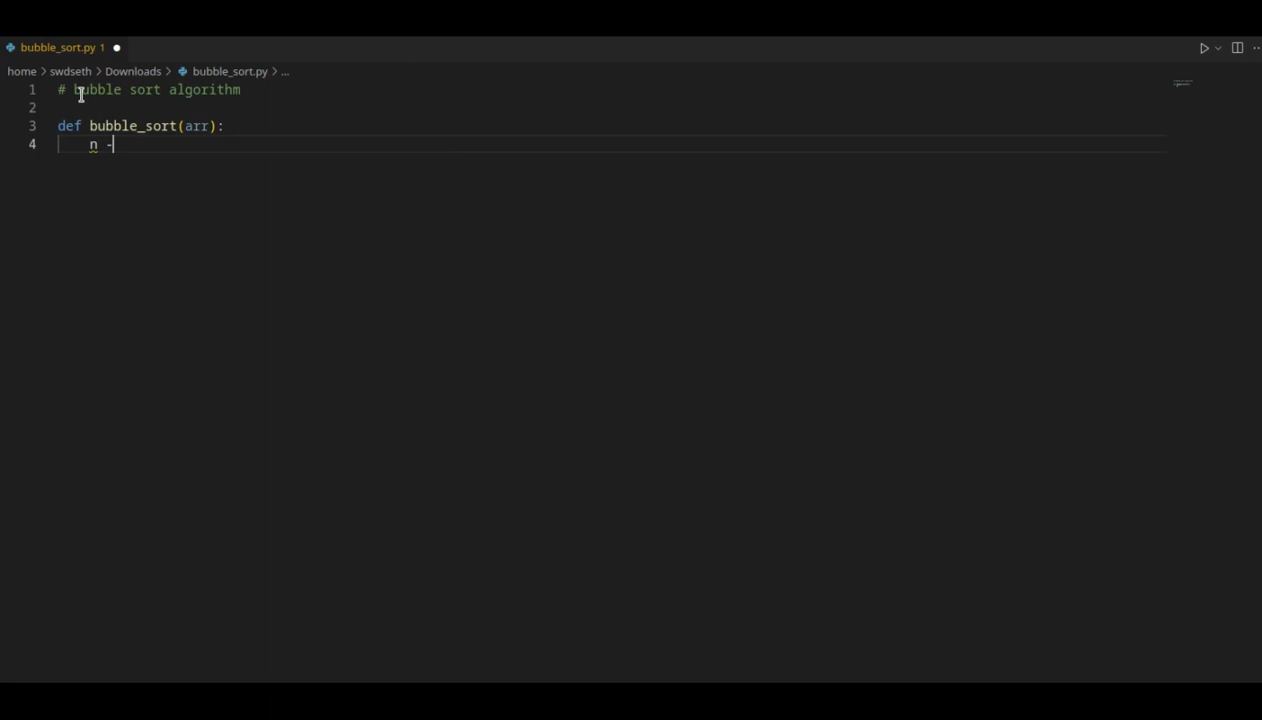 bubble_sort.py 1
home > swdseth > Downloads > bubble_sort.py > ...
1 # bubble sort algorithm
2
3 def bubble_sort(arr):
4     n -